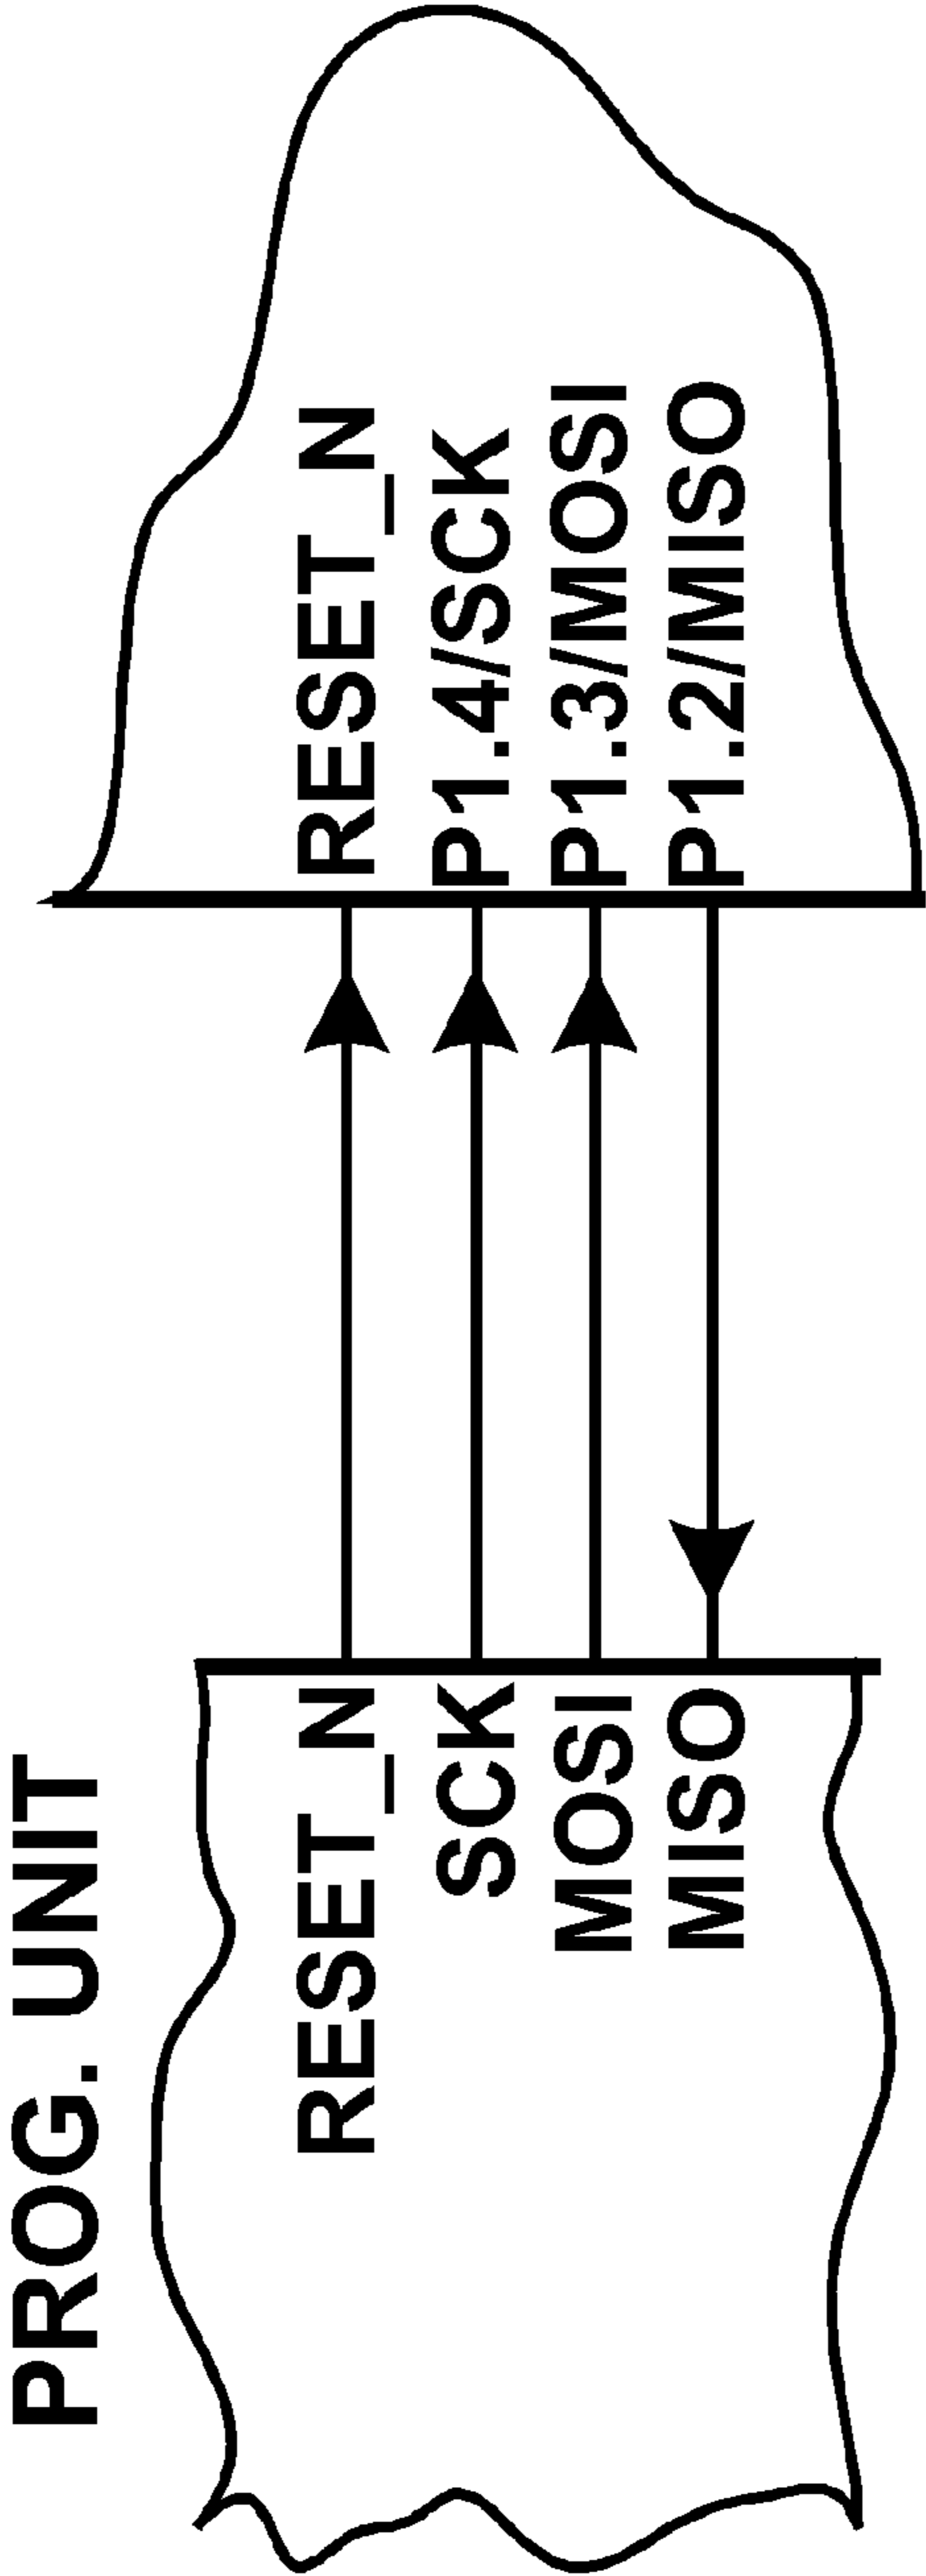 PROG. UNIT
RESET_N
SCK
MOSI
MISO
RESET_N
P1.4/SCK
P1.3/MOSI
P1.2/MISO